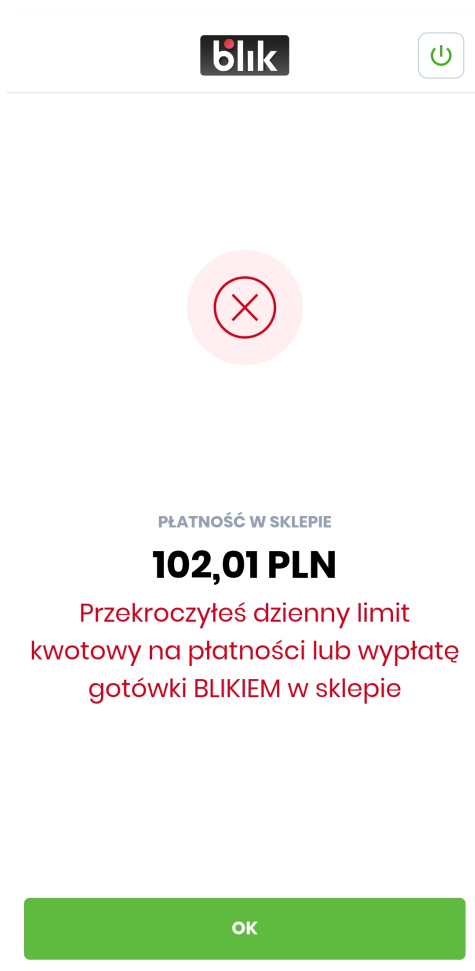 blik
PŁATNOŚĆ W SKLEPIE
102,01 PLN
Przekroczyłeś dzienny limit
kwotowy na płatności lub wypłatę
gotówki BLIKIEM w sklepie
OK